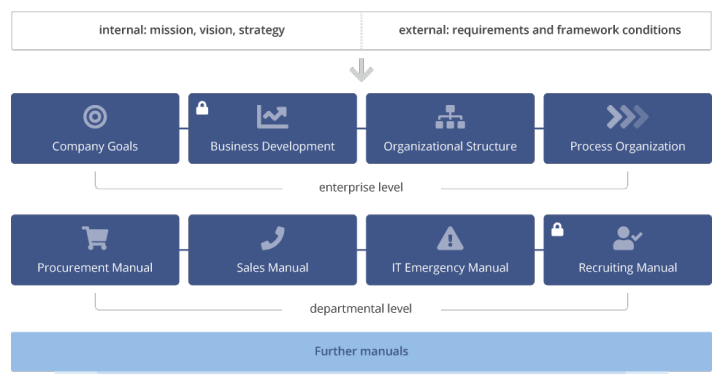 internal: mission, vision, strategy
external: requirements and framework conditions
Company Goals
Business Development
Organizational Structure
Process Organization
enterprise level
Procurement Manual
Sales Manual
IT Emergency Manual
Recruiting Manual
departmental level
Further manuals